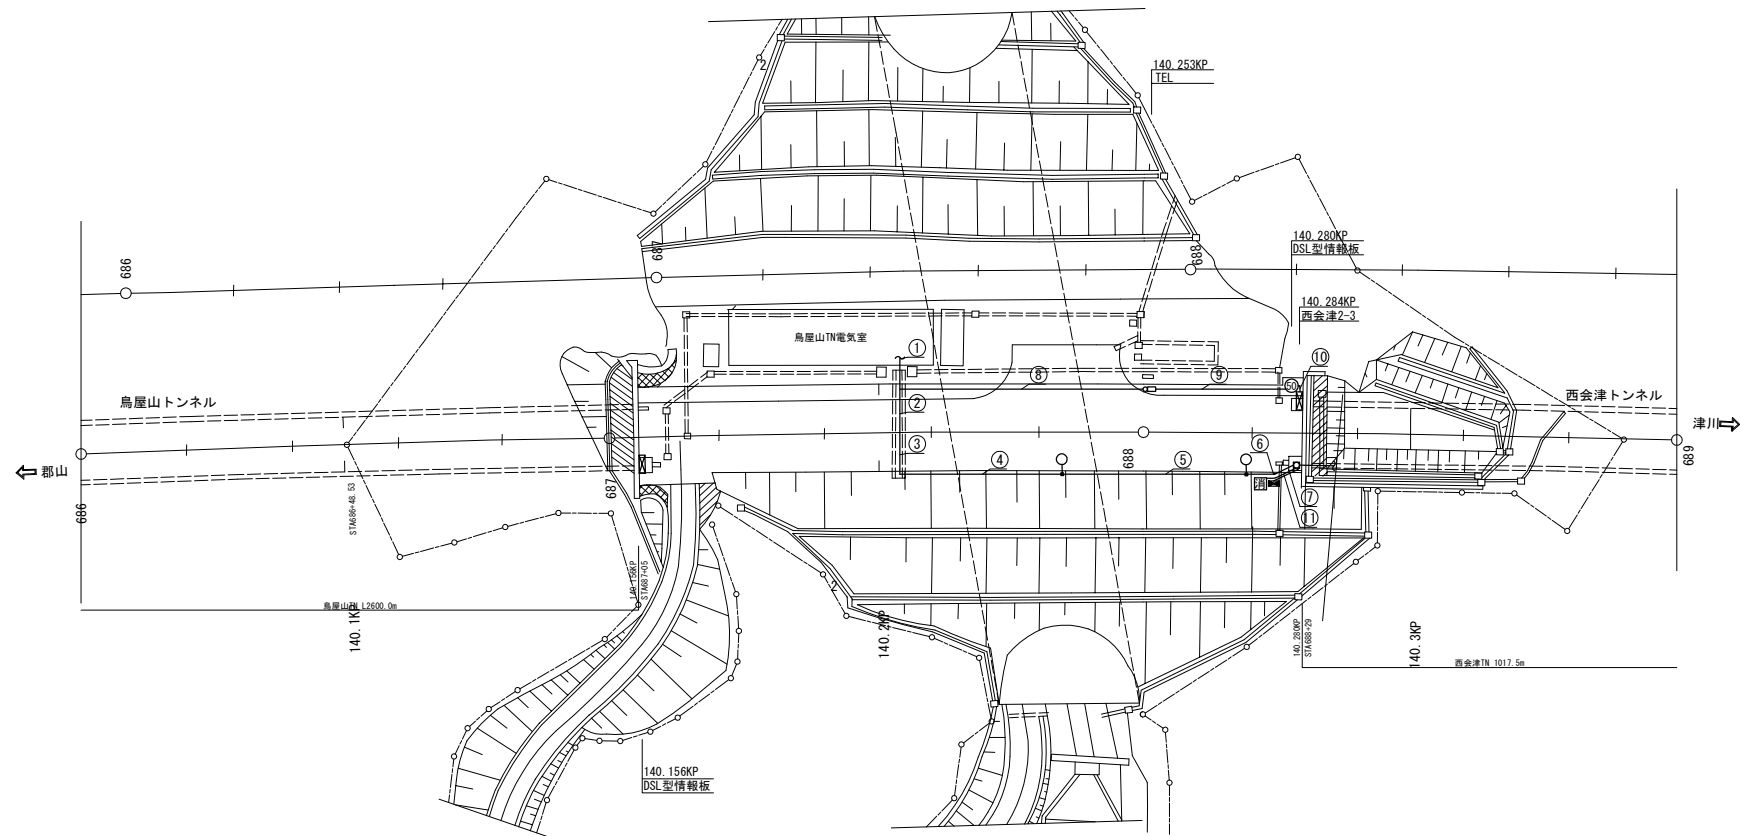 2
140.253KP
TEL
686
687
688
140.280KP
DSL型情報板
140.284KP
西会津2-3
鳥屋山TN電気室
①
⑩
⑧
⑨
50
②
鳥屋山トンネル
西会津トンネル
津川
③
⑥
④
⑤
688
689
郡山
消
687
⑦
686
STA686+48.53
⑪
140.156KP
STA687+05
2
鳥屋山TN L2600.0m
140.1KP
140.2KP
140.280KP
STA688+29
140.3KP
西会津TN 1017.5m
140.156KP
DSL型情報板